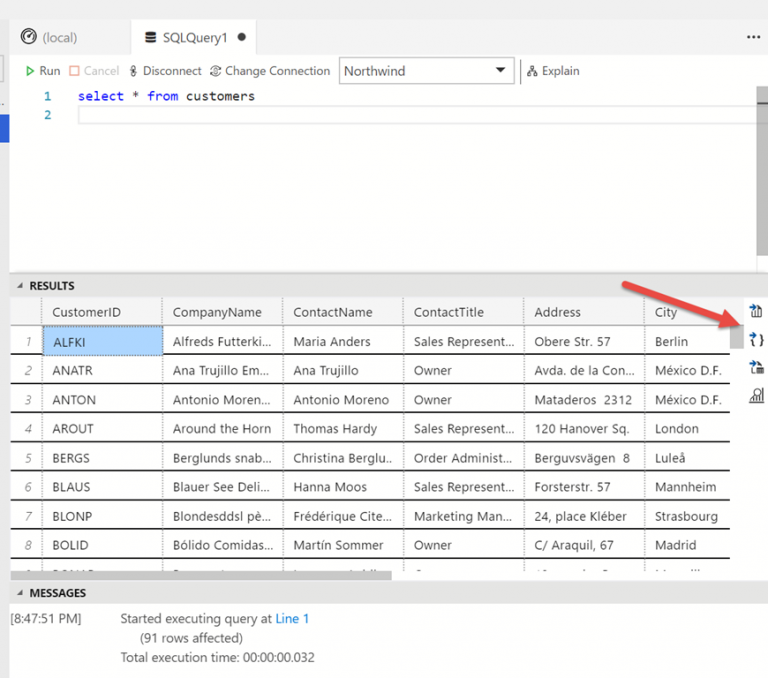 (local) SQLQuery1 ● ...
Run Cancel Disconnect Change Connection Northwind Explain
1 select * from customers
2
RESULTS
CustomerID CompanyName ContactName ContactTitle Address City
1 ALFKI Alfreds Futterki... Maria Anders Sales Represent... Obere Str. 57 Berlin
2 ANATR Ana Trujillo Em... Ana Trujillo Owner Avda. de la Con... México D.F.
3 ANTON Antonio Moren... Antonio Moreno Owner Mataderos 2312 México D.F.
4 AROUT Around the Horn Thomas Hardy Sales Represent... 120 Hanover Sq. London
5 BERGS Berglunds snab... Christina Berglu.. Order Administ... Berguvsvägen 8 Luleå
6 BLAUS Blauer See Deli... Hanna Moos Sales Represent... Forsterstr. 57 Mannheim
7 BLONP Blondesddsl pè... Frédérique Cite... Marketing Man... 24, place Kléber Strasbourg
8 BOLID Bólido Comidas... Martín Sommer Owner C/ Araquil, 67 Madrid
MESSAGES
[8:47:51 PM] Started executing query at Line 1
(91 rows affected)
Total execution time: 00:00:00.032